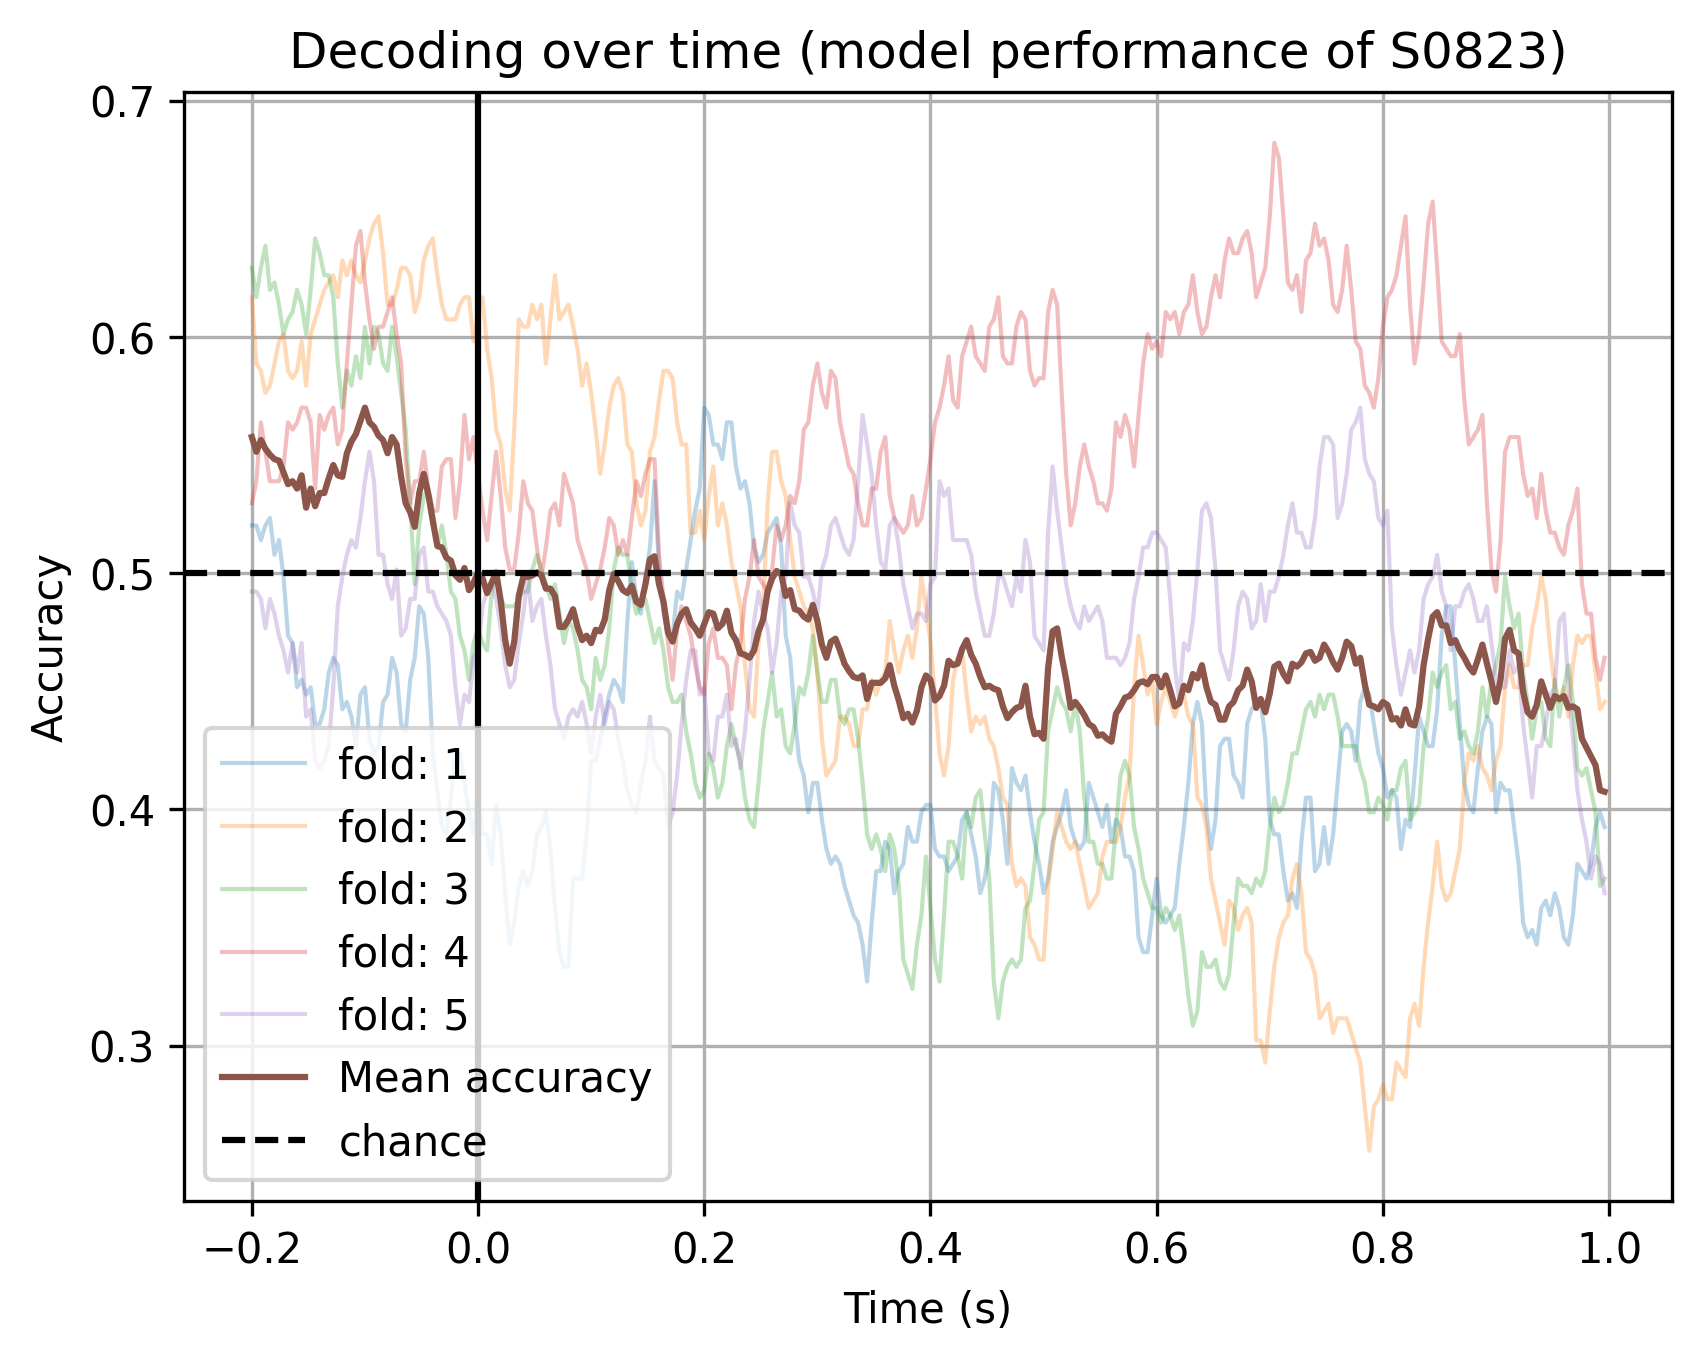 Decoding over time (model performance of S0823)
0.7
0.6
0.5
0.4
0.3
Accuracy
fold: 1
fold: 2
fold: 3
fold: 4
fold: 5
Mean accuracy
chance
−0.2 0.0 0.2 0.4 0.6 0.8 1.0
Time (s)